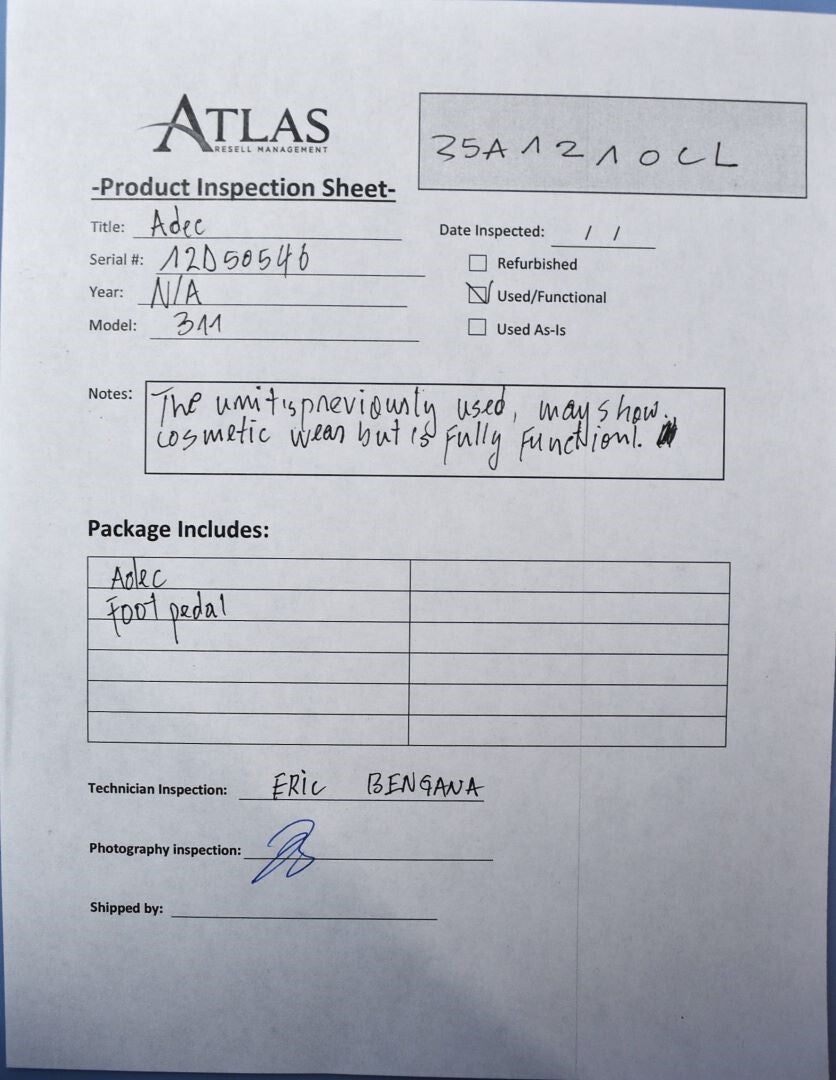 ATLAS
RESELL MANAGEMENT
35A1210CL
-Product Inspection Sheet-
Title: Adec
Date Inspected: / /
Serial #: 12D50546
Refurbished
Year: N/A
Used/Functional
Model: 311
Used As-Is
Notes: The unit is previously used, may show.
cosmetic wear but is fully functionl.
Package Includes:
Adec
Foot pedal
Technician Inspection: ERIC BENGANA
Photography inspection:
Shipped by: